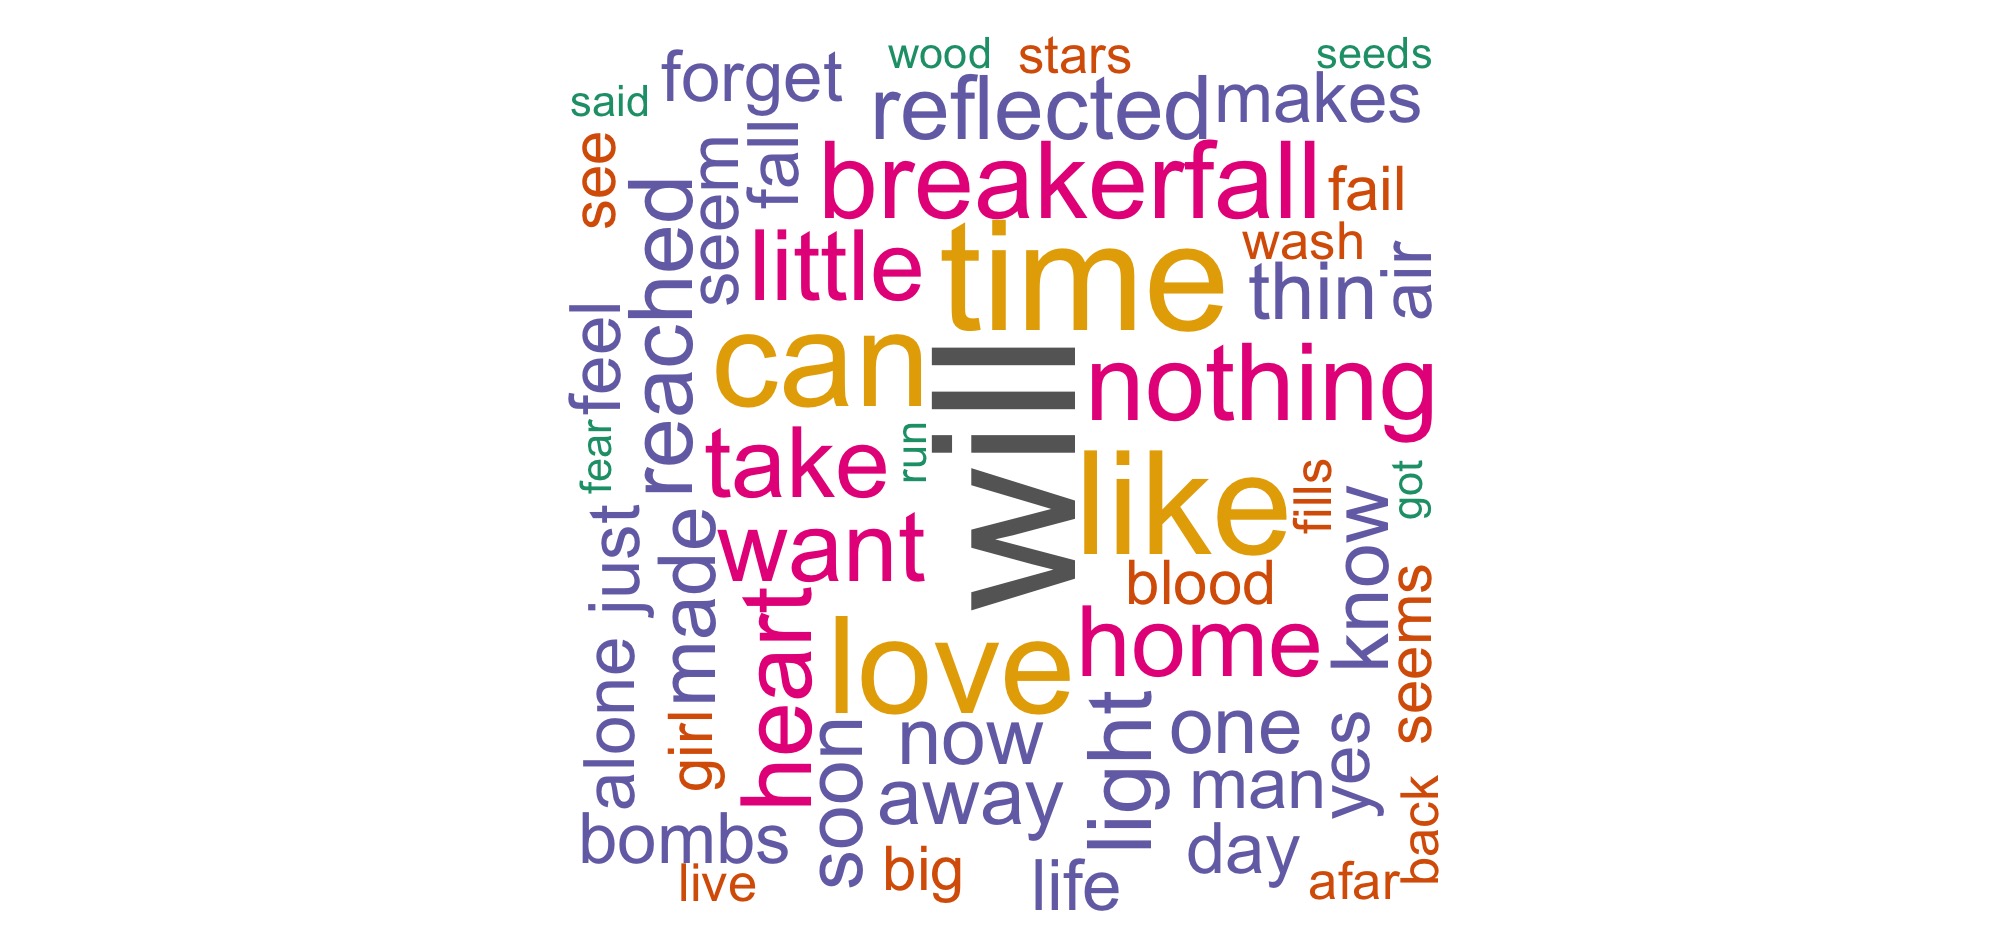 wood
stars
seeds
forget
said
reflected
makes
see
seem
fall
breakerfall
fail
reached
little
time
wash
thin
air
feel
can
will
nothing
fear
take
run
like
fills
got
just
made
want
know
blood
alone
heart
love
home
seems
girl
soon
now
light
one
yes
away
man
back
bombs
big
day
live
life
afar